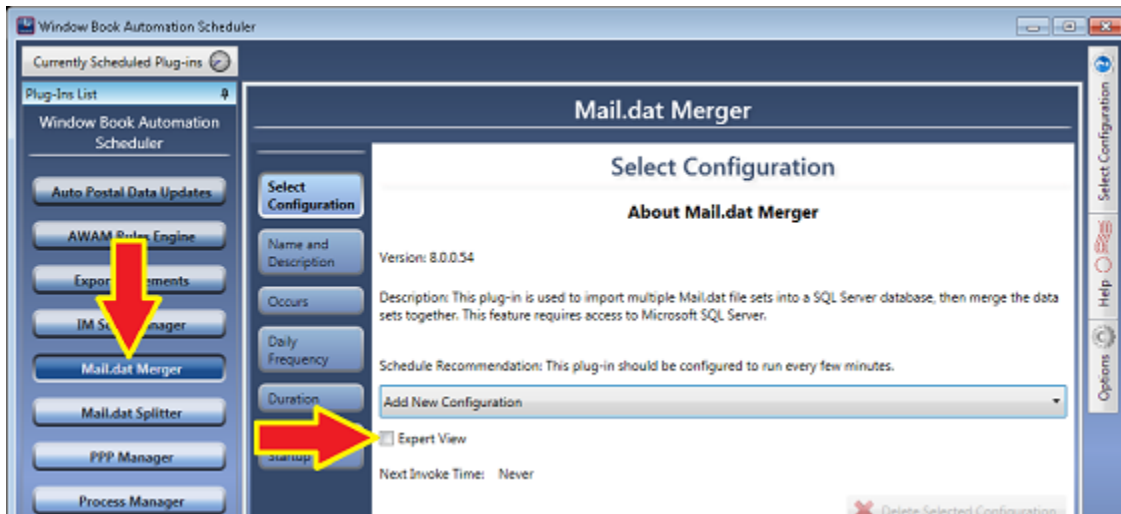 Window Book Automation Scheduler
Currently Scheduled Plug-ins
Plug-Ins List
Window Book Automation
Scheduler
Auto Postal Data Updates
AWAM Rules Engine
Mail.dat Merger
Mail.dat Splitter
PPP Manager
Process Manager
Mail.dat Merger
Select
Configuration
Name and
Description
Occurs
Daily
Frequency
Duration
Startup
Select Configuration
About Mail.dat Merger
Version: 8.0.0.54
Description: This plug-in is used to import multiple Mail.dat file sets into a SQL Server database, then merge the data
sets together. This feature requires access to Microsoft SQL Server.
Schedule Recommendation: This plug-in should be configured to run every few minutes.
Add New Configuration
Expert View
Next Invoke Time: Never
Delete Selected Configuration
Select Configuration
Help
Options